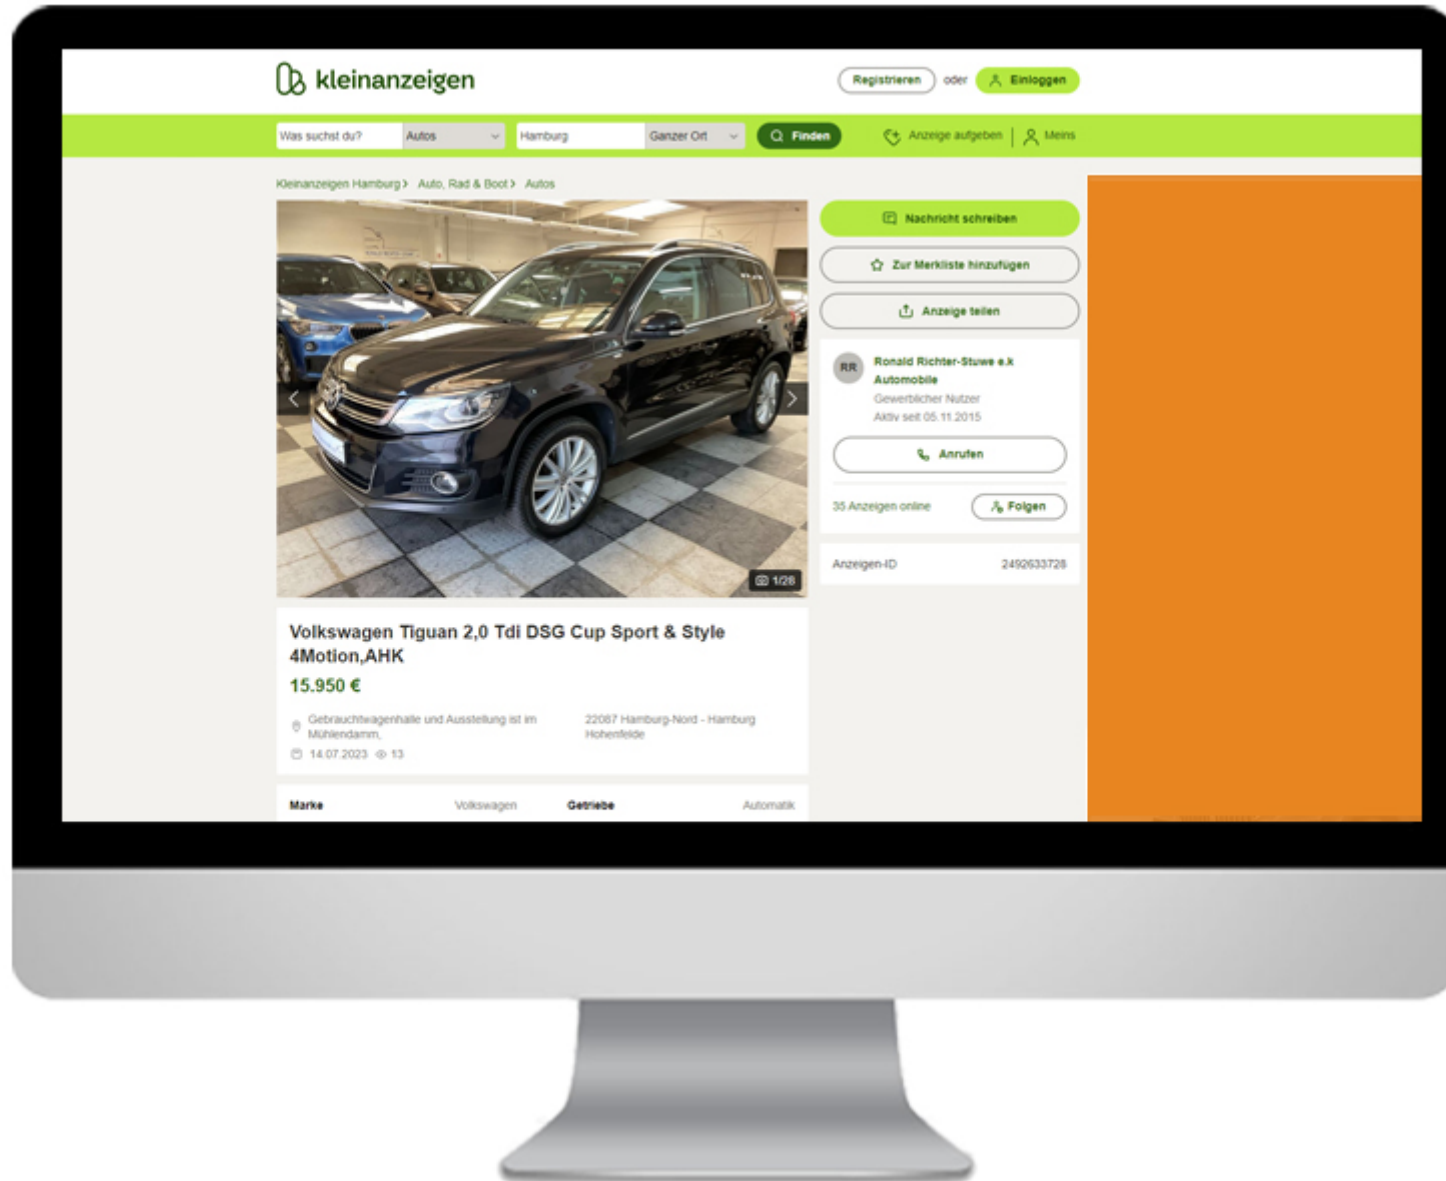 kleinanzeigen
Registrieren oder Einloggen
Was suchst du? Autos Hamburg Ganzer Ort Finden Anzeige aufgeben Meins
Kleinanzeigen Hamburg > Auto, Rad & Boot > Autos
Nachricht schreiben
Zur Merkliste hinzufügen
Anzeige teilen
RR
Ronald Richter-Stuwe e.k
Automobile
Gewerblicher Nutzer
Aktiv seit 05.11.2015
Anrufen
35 Anzeigen online Folgen
Anzeigen-ID 2492633728
1/28
Volkswagen Tiguan 2,0 Tdi DSG Cup Sport & Style
4Motion,AHK
15.950 €
Gebrauchtwagenhalle und Ausstellung ist im
Mühlendamm,
22087 Hamburg-Nord - Hamburg
Hohenfelde
14.07.2023 13
Marke Volkswagen Getriebe Automatik